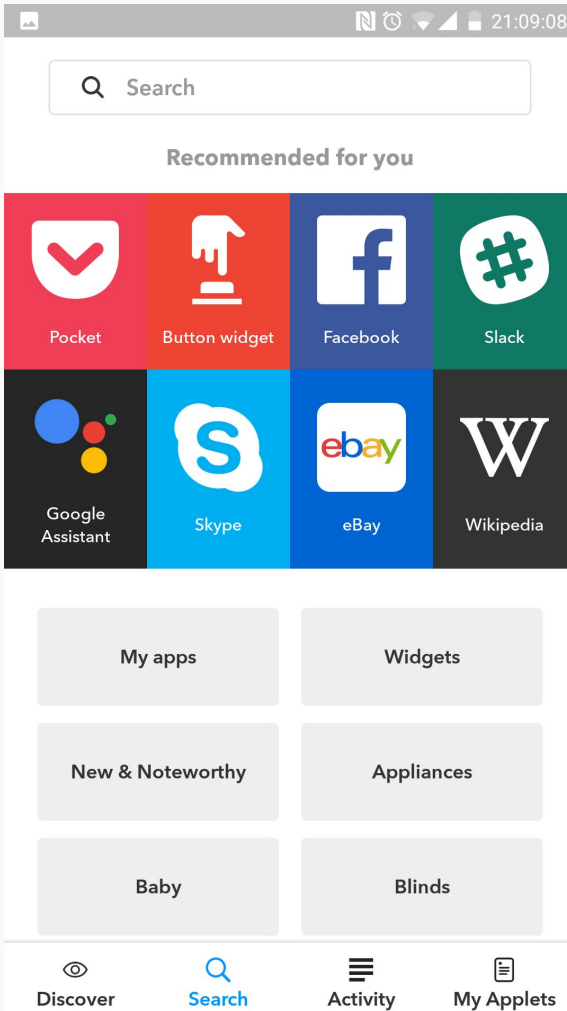 21:09:08
Search
Recommended for you
Pocket
Button widget
Facebook
Slack
ebay
Google
Assistant
Skype
eBay
Wikipedia
My apps
Widgets
New & Noteworthy
Appliances
Baby
Blinds
Discover
Search
Activity
My Applets